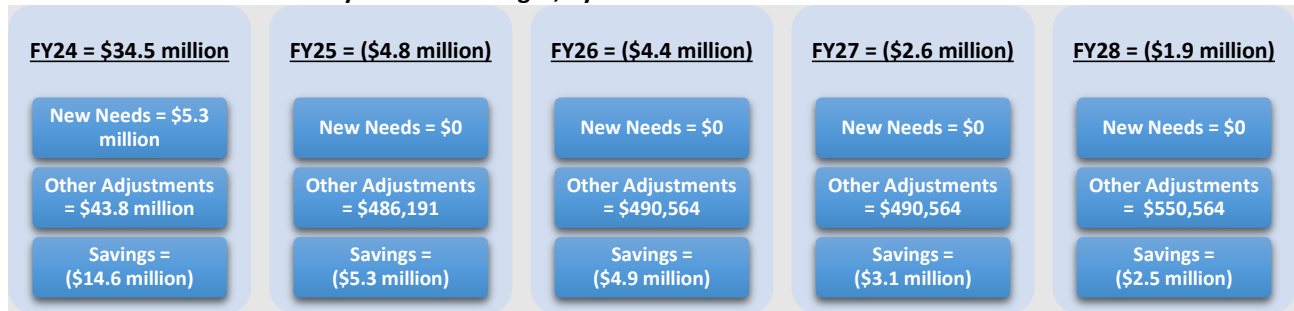 FY24 = $34.5 million
New Needs = $5.3
million
Other Adjustments
= $43.8 million
Savings =
($14.6 million)
FY25 = ($4.8 million)
New Needs = $0
Other Adjustments
= $486,191
Savings =
($5.3 million)
FY26 = ($4.4 million)
New Needs = $0
Other Adjustments
= $490,564
Savings =
($4.9 million)
FY27 = ($2.6 million)
New Needs = $0
Other Adjustments
= $490,564
Savings =
($3.1 million)
FY28 = ($1.9 million)
New Needs = $0
Other Adjustments
= $550,564
Savings =
($2.5 million)